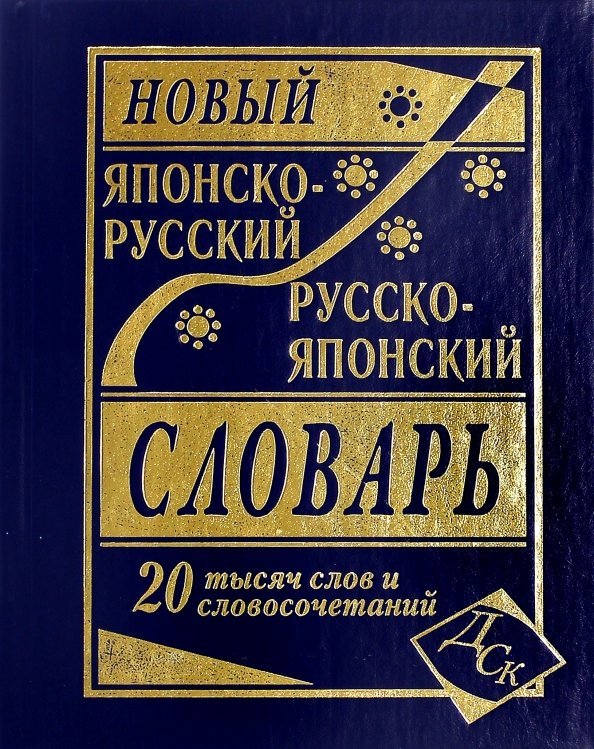 НОВЫЙ
ЯПОНСКО-
РУССКИЙ
РУССКО-
ЯПОНСКИЙ
СЛОВАРЬ
20 тысяч слов и
словосочетаний
ДСК